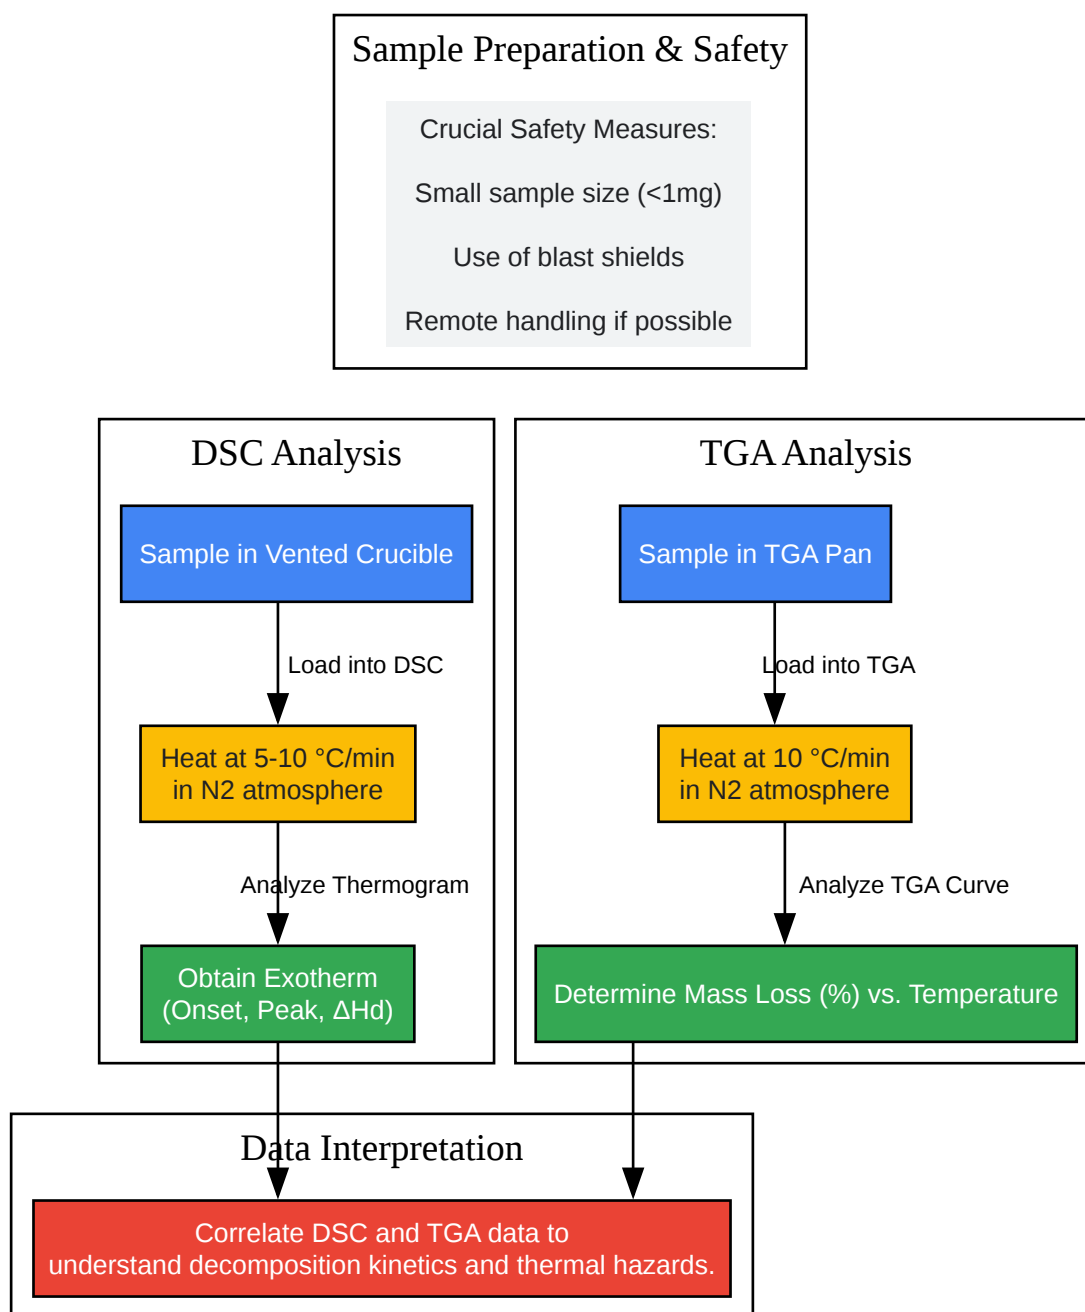 Sample Preparation & Safety
Crucial Safety Measures:
Small sample size (<1mg)
Use of blast shields
Remote handling if possible
DSC Analysis
Sample in Vented Crucible
Load into DSC
Heat at 5-10 °C/min
in N2 atmosphere
Analyze Thermogram
Obtain Exotherm
(Onset, Peak, ΔHd)
TGA Analysis
Sample in TGA Pan
Load into TGA
Heat at 10 °C/min
in N2 atmosphere
Analyze TGA Curve
Determine Mass Loss (%) vs. Temperature
Data Interpretation
Correlate DSC and TGA data to
understand decomposition kinetics and thermal hazards.